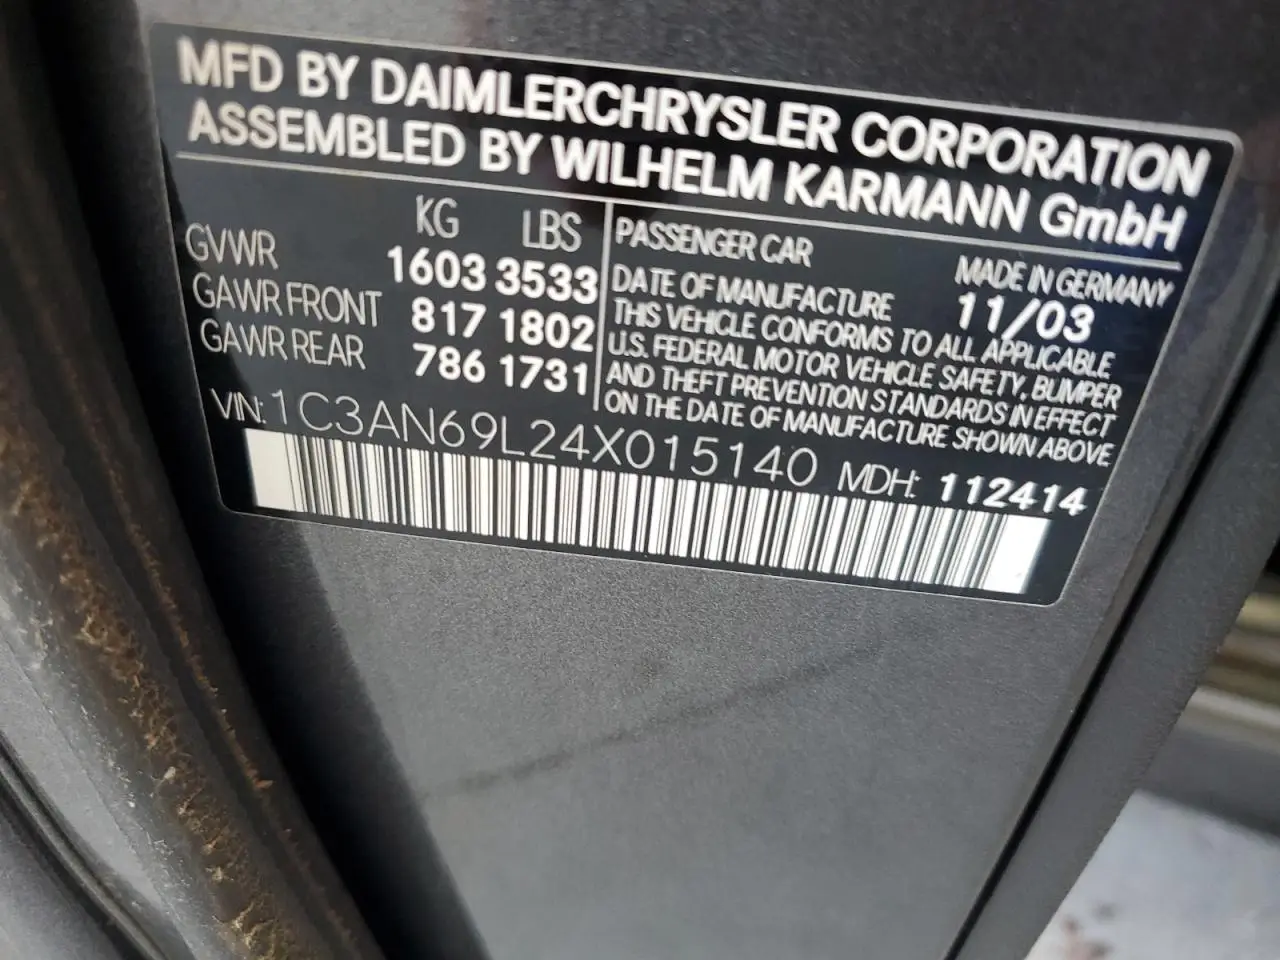 MFD BY DAIMLERCHRYSLER CORPORATION
ASSEMBLED BY WILHELM KARMANN GmbH
KG LBS
GVWR 1603 3533
GAWR FRONT 817 1802
GAWR REAR 786 1731
PASSENGER CAR
MADE IN GERMANY
DATE OF MANUFACTURE 11/03
THIS VEHICLE CONFORMS TO ALL APPLICABLE
U.S. FEDERAL MOTOR VEHICLE SAFETY, BUMPER
AND THEFT PREVENTION STANDARDS IN EFFECT
ON THE DATE OF MANUFACTURE SHOWN ABOVE
VIN: 1C3AN69L24X015140 MDH: 112414